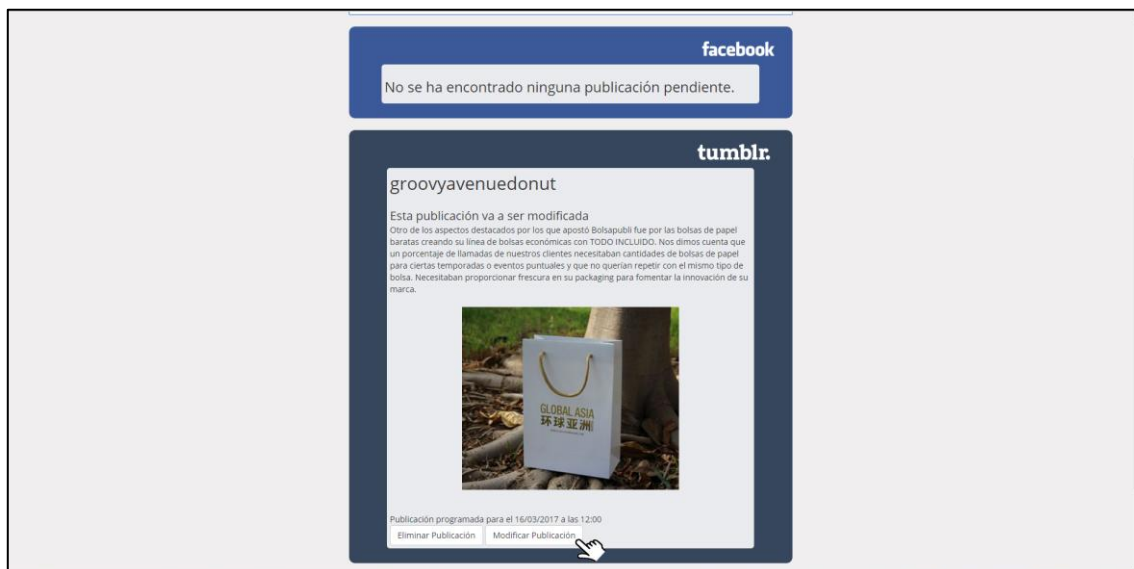 facebook
No se ha encontrado ninguna publicación pendiente.
tumblr.
groovyavenuedonut
Esta publicación va a ser modificada
Otro de los aspectos destacados por los que apostó Bolsapubli fue por las bolsas de papel
baratas creando su línea de bolsas económicas con TODO INCLUIDO. Nos dimos cuenta que
un porcentaje de llamadas de nuestros clientes necesitaban cantidades de bolsas de papel
para ciertas temporadas o eventos puntuales y que no querían repetir con el mismo tipo de
bolsa. Necesitaban proporcionar frescura en su packaging para fomentar la innovación de su
marca.
GLOBAL ASIA
环球亚洲
Publicación programada para el 16/03/2017 a las 12:00
Eliminar Publicación Modificar Publicación